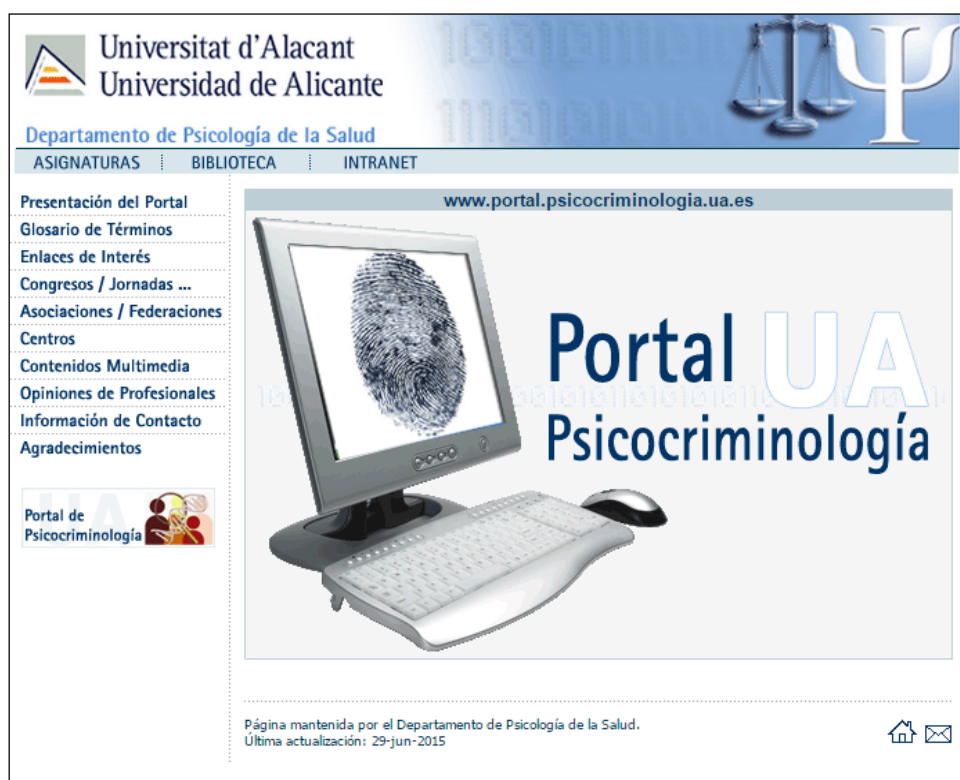 Universitat d'Alacant
Universidad de Alicante
Departamento de Psicología de la Salud
ASIGNATURAS BIBLIOTECA INTRANET
Presentación del Portal
Glosario de Términos
Enlaces de Interés
Congresos / Jornadas ...
Asociaciones / Federaciones
Centros
Contenidos Multimedia
Opiniones de Profesionales
Información de Contacto
Agradecimientos
Portal de
Psicocriminología
www.portal.psicocriminologia.ua.es
Portal UA
Psicocriminología
Página mantenida por el Departamento de Psicología de la Salud.
Última actualización: 29-jun-2015